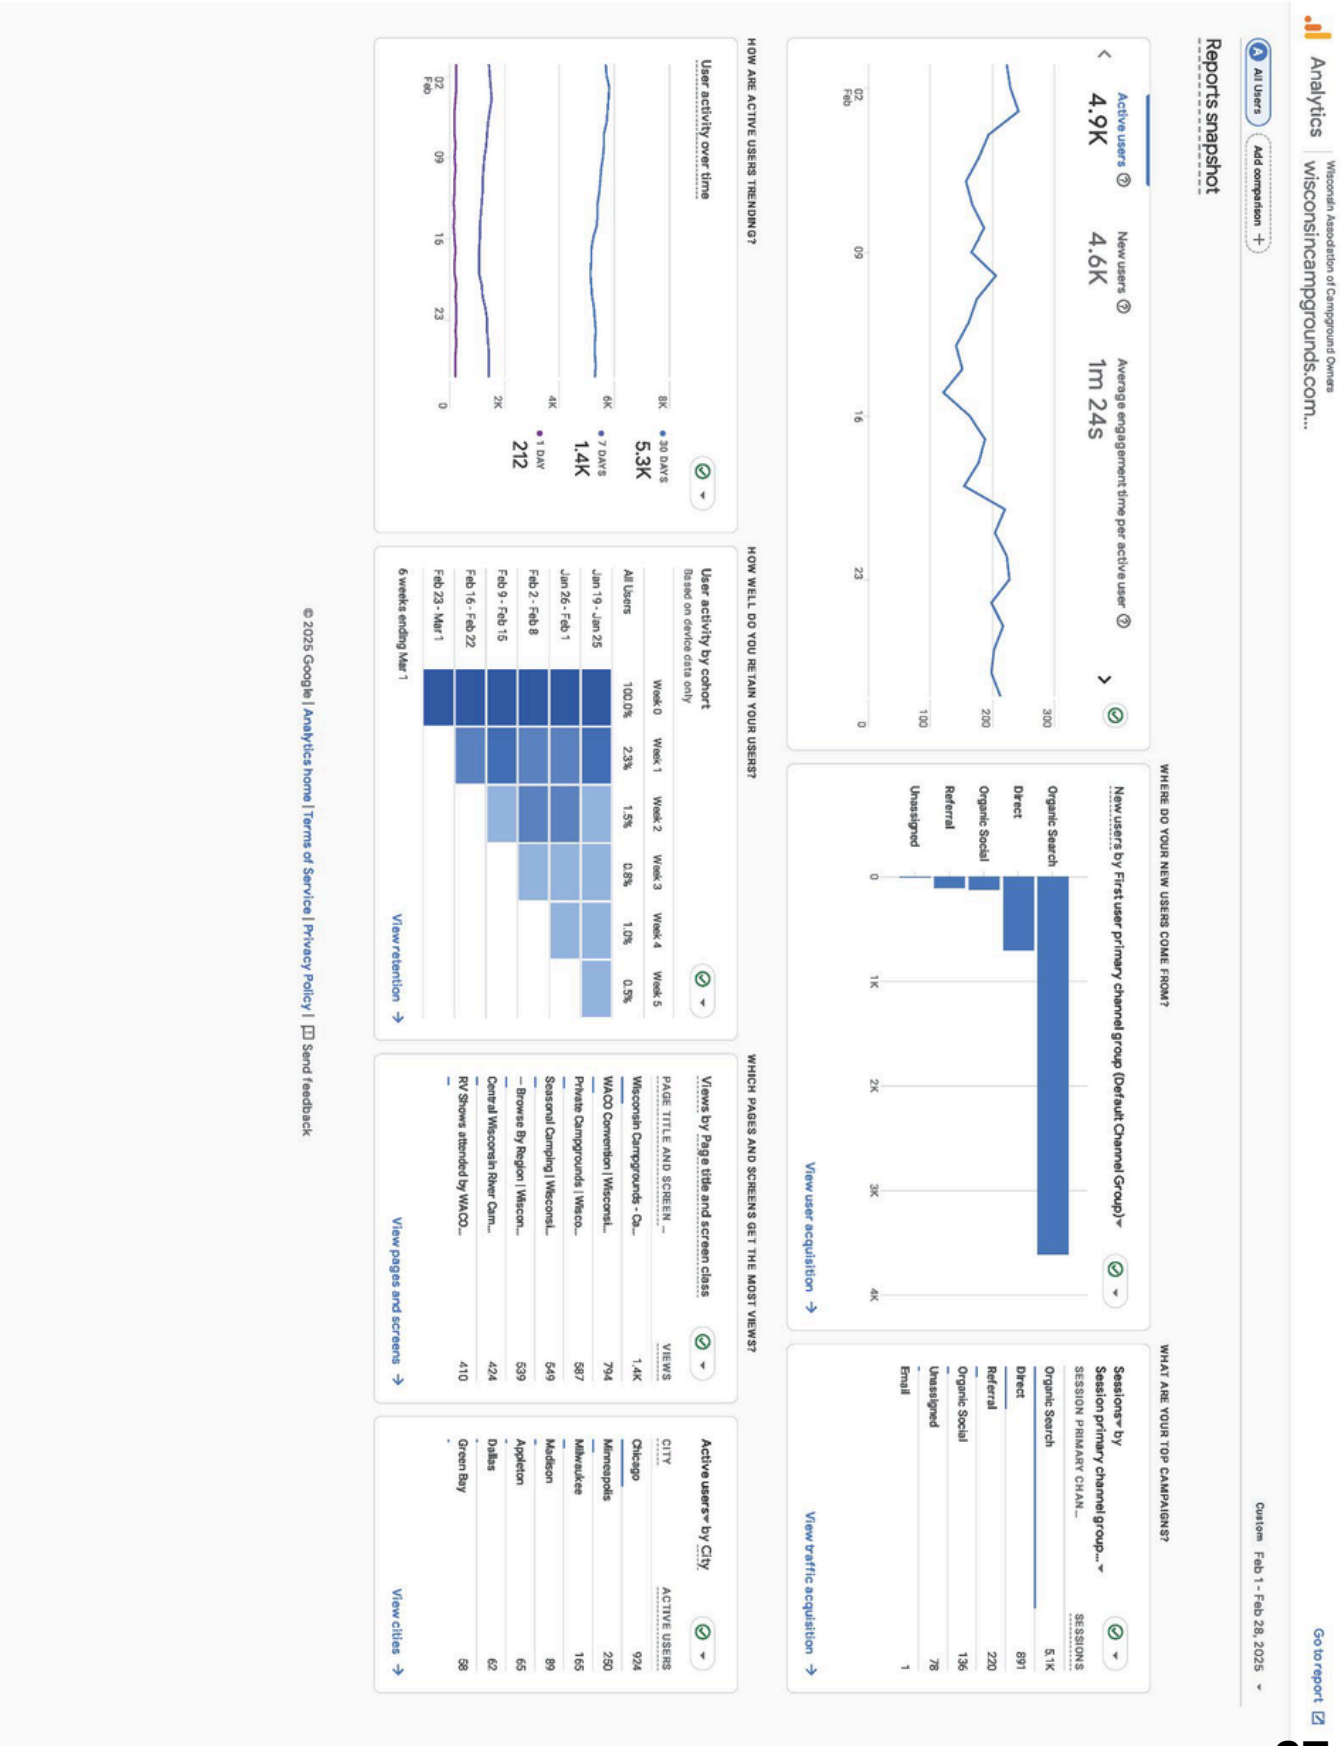 Analytics
Wisconsin Association of Campground Owners
wisconsincampgrounds.com...
Go to report
A All Users
Add comparison +
Custom Feb 1 - Feb 28, 2025
Reports snapshot
Active users
4.9K
New users
4.6K
Average engagement time per active user
1m 24s
300
200
100
0
02
Feb
09
16
23
WHERE DO YOUR NEW USERS COME FROM?
New users by First user primary channel group (Default Channel Group)
Organic Search
Direct
Organic Social
Referral
Unassigned
0
1K
2K
3K
4K
View user acquisition →
WHAT ARE YOUR TOP CAMPAIGNS?
Sessions by
Session primary channel group...
SESSION PRIMARY CHAN... SESSIONS
Organic Search 5.1K
Direct 891
Referral 220
Organic Social 136
Unassigned 78
Email 1
View traffic acquisition →
HOW ARE ACTIVE USERS TRENDING?
User activity over time
8K
6K
4K
2K
0
02
Feb
09
16
23
30 DAYS
5.3K
7 DAYS
1.4K
1 DAY
212
HOW WELL DO YOU RETAIN YOUR USERS?
User activity by cohort
Based on device data only
Week 0 Week 1 Week 2 Week 3 Week 4 Week 5
All Users 100.0% 2.3% 1.5% 0.8% 1.0% 0.5%
Jan 19 - Jan 25
Jan 26 - Feb 1
Feb 2 - Feb 8
Feb 9 - Feb 15
Feb 16 - Feb 22
Feb 23 - Mar 1
6 weeks ending Mar 1
View retention →
WHICH PAGES AND SCREENS GET THE MOST VIEWS?
Views by Page title and screen class
PAGE TITLE AND SCREEN ... VIEWS
Wisconsin Campgrounds - Ca... 1.4K
WACO Convention | Wisconsi... 794
Private Campgrounds | Wisco... 587
Seasonal Camping | Wisconsi... 549
– Browse By Region | Wiscon... 539
Central Wisconsin River Cam... 424
RV Shows attended by WACO... 410
View pages and screens →
Active users by City
CITY ACTIVE USERS
Chicago 924
Minneapolis 250
Milwaukee 165
Madison 89
Appleton 65
Dallas 62
Green Bay 58
View cities →
© 2025 Google | Analytics home | Terms of Service | Privacy Policy | Send feedback